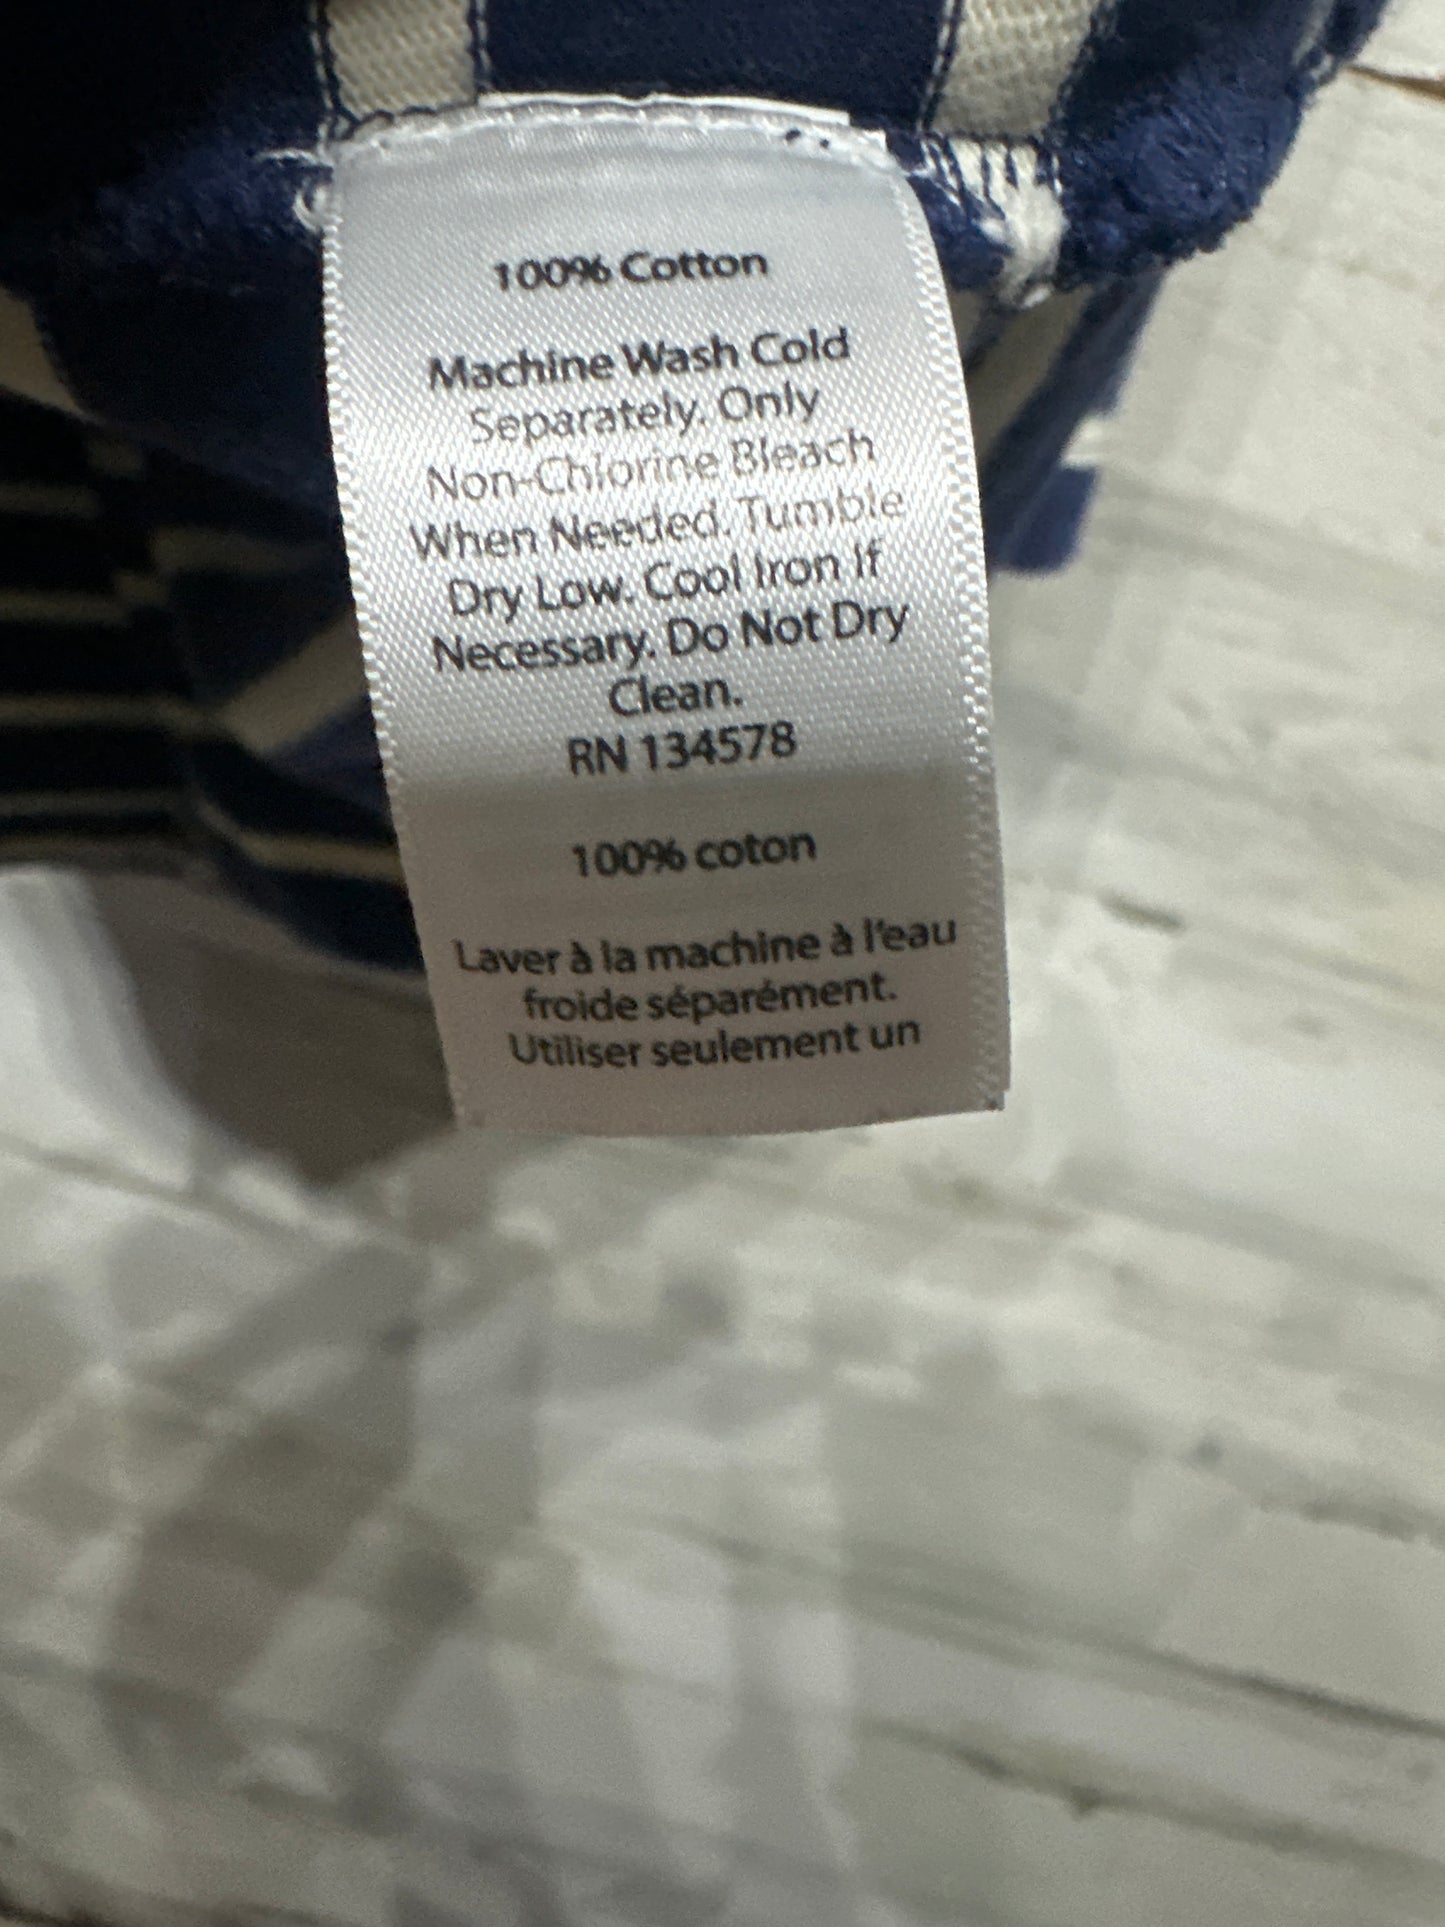 100% Cotton
Machine Wash Cold
Separately. Only
Non-Chlorine Bleach
When Needed. Tumble
Dry Low. Cool Iron If
Necessary. Do Not Dry
Clean.
RN 134578
100% coton
Laver à la machine à l'eau
froide séparément.
Utiliser seulement un